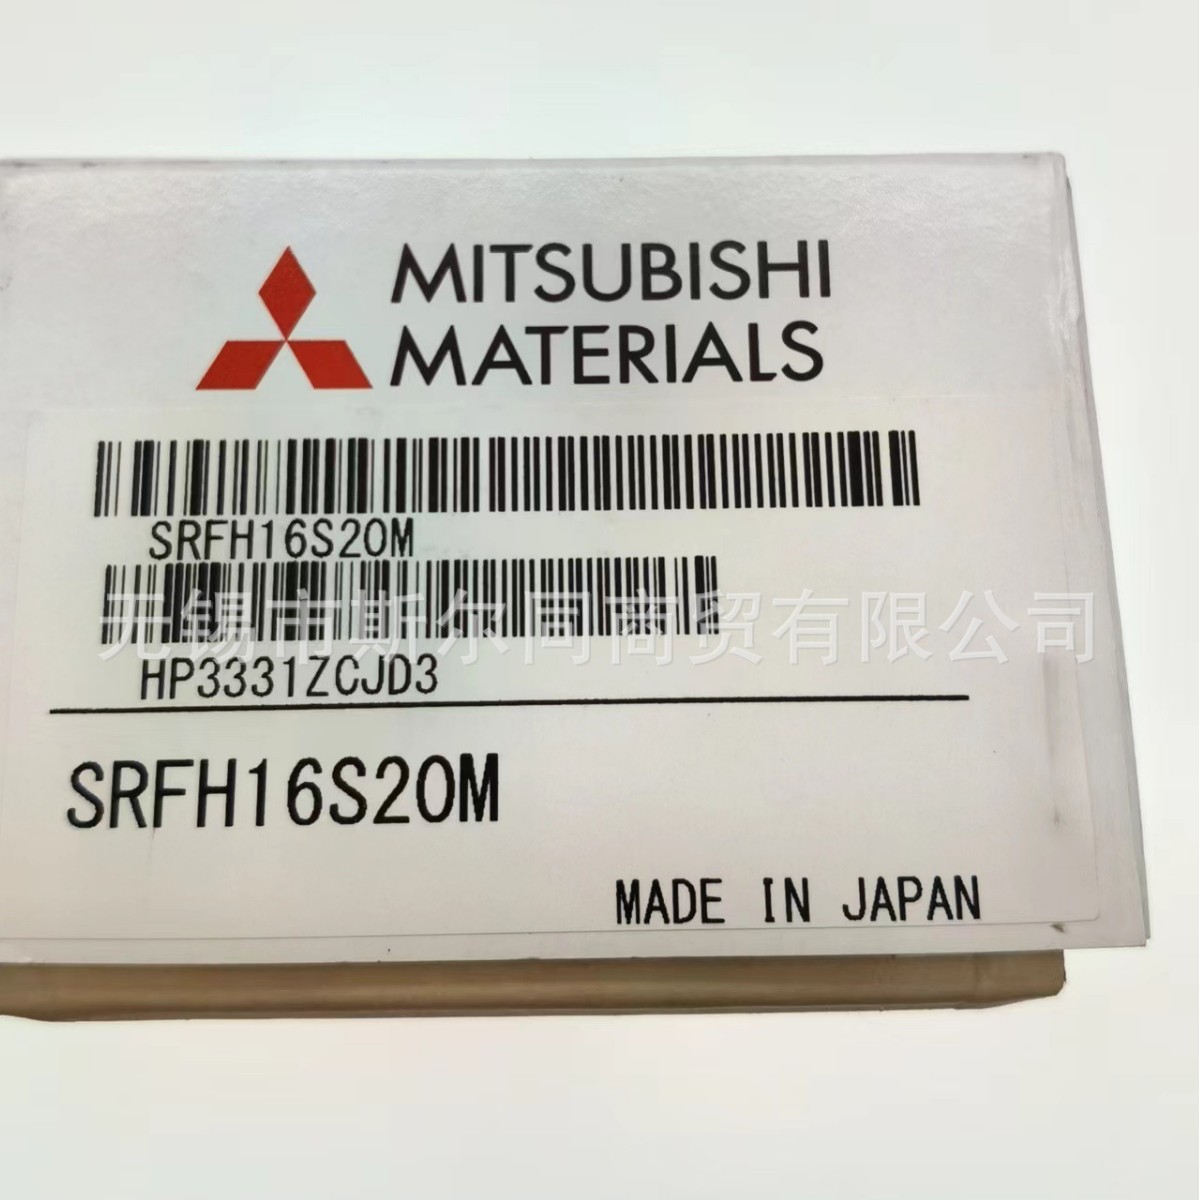 MITSUBISHI
MATERIALS
SRFH16S20M
无锡市斯尔同商贸有限公司
HP3331ZCJD3
SRFH16S20M
MADE IN JAPAN